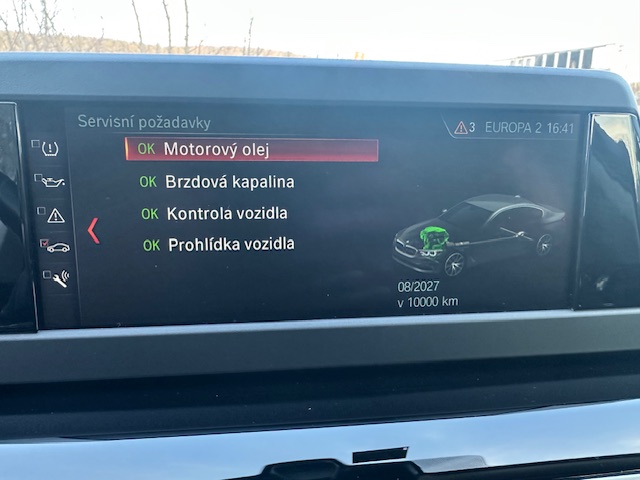 Servisní požadavky
3 EUROPA 2 16:41
OK Motorový olej
OK Brzdová kapalina
OK Kontrola vozidla
OK Prohlídka vozidla
08/2027
v 10000 km